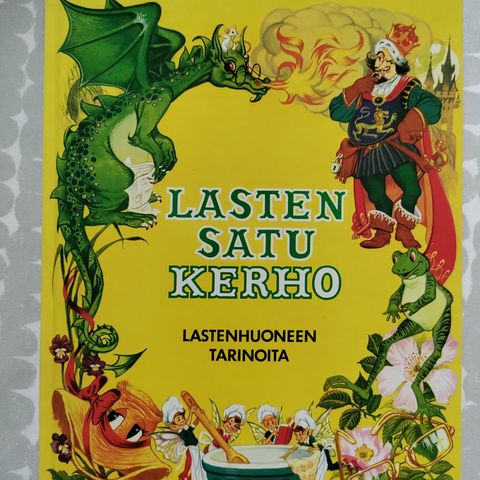 LASTEN
SATU
KERHO
LASTENHUONEEN
TARINOITA